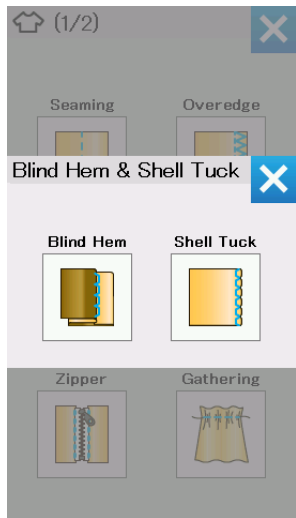 (1/2)
Seaming Overedge
Blind Hem & Shell Tuck
Blind Hem Shell Tuck
Zipper Gathering